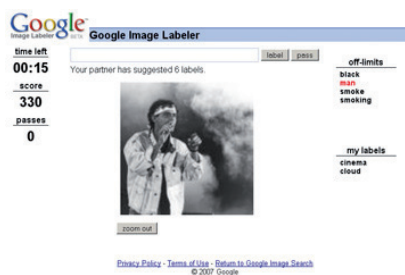 Google
Image Labeler BETA
Google Image Labeler
time left
00:15
score
330
passes
0
label
pass
Your partner has suggested 6 labels.
zoom out
off-limits
black
man
smoke
smoking
my labels
cinema
cloud
Privacy Policy - Terms of Use - Return to Google Image Search
© 2007 Google